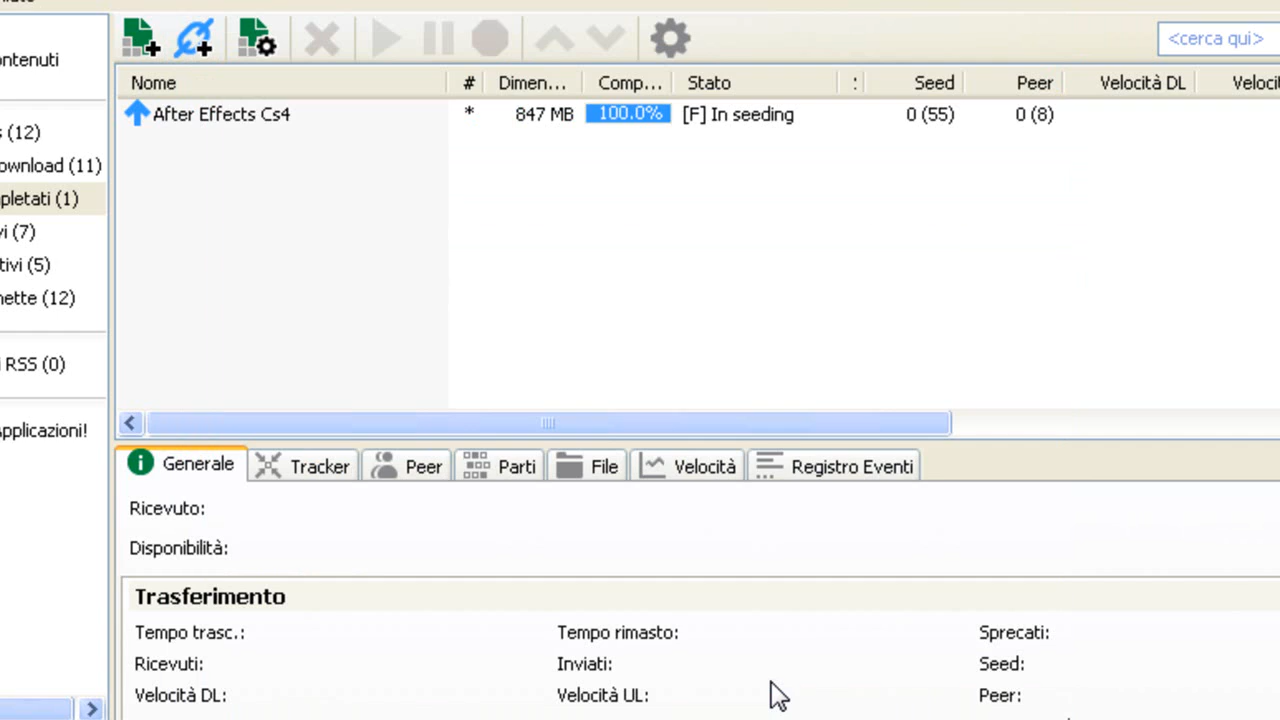 ontenuti
<cerca qui>
Nome # Dimen... Comp... Stato : Seed Peer Velocità DL Veloci
After Effects Cs4 * 847 MB 100.0% [F] In seeding 0 (55) 0 (8)
s (12)
ownload (11)
pletati (1)
vi (7)
tivi (5)
hette (12)
i RSS (0)
applicazioni!
Generale Tracker Peer Parti File Velocità Registro Eventi
Ricevuto:
Disponibilità:
Trasferimento
Tempo trasc.: Tempo rimasto: Sprecati:
Ricevuti: Inviati: Seed:
Velocità DL: Velocità UL: Peer: